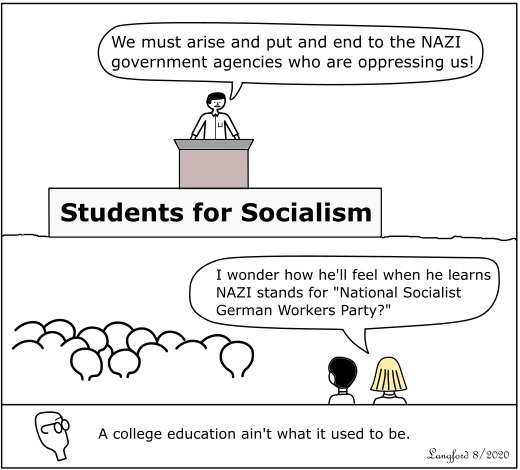 We must arise and put and end to the NAZI
government agencies who are oppressing us!
Students for Socialism
I wonder how he'll feel when he learns
NAZI stands for "National Socialist
German Workers Party?"
A college education ain't what it used to be.
Langford 8/2020